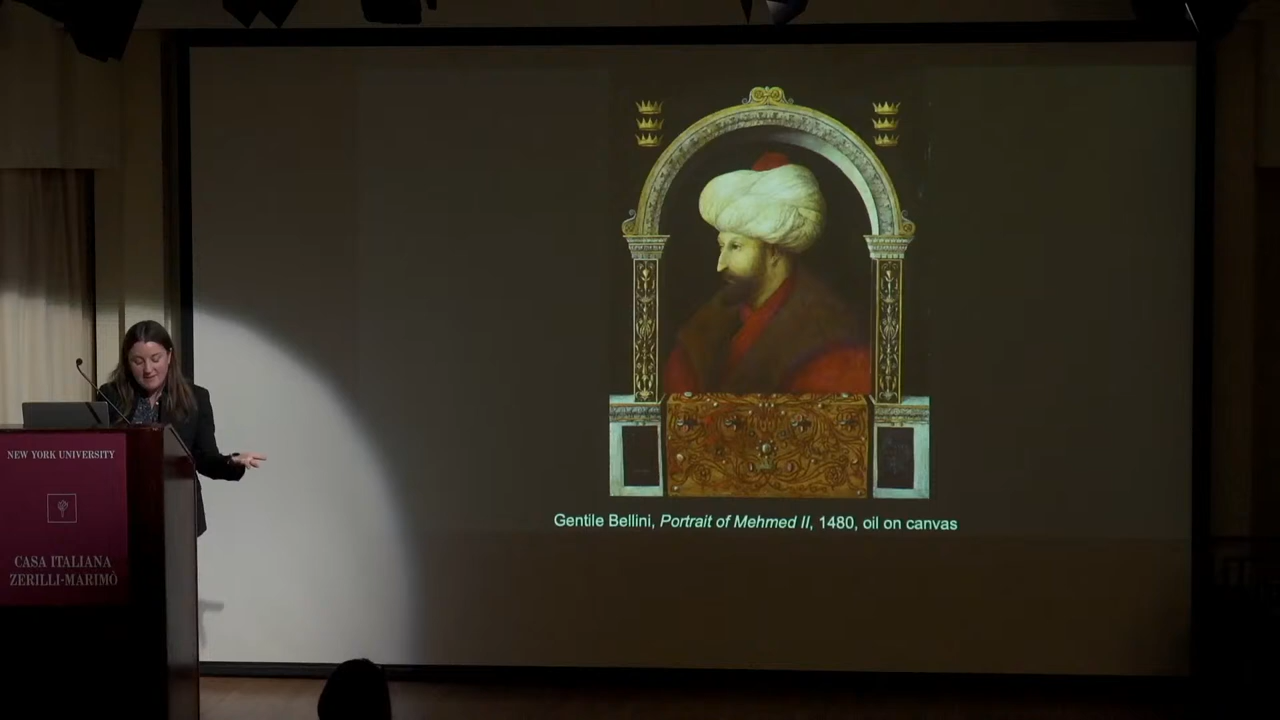 NEW YORK UNIVERSITY
CASA ITALIANA
ZERILLI-MARIMÒ
Gentile Bellini, Portrait of Mehmed II, 1480, oil on canvas